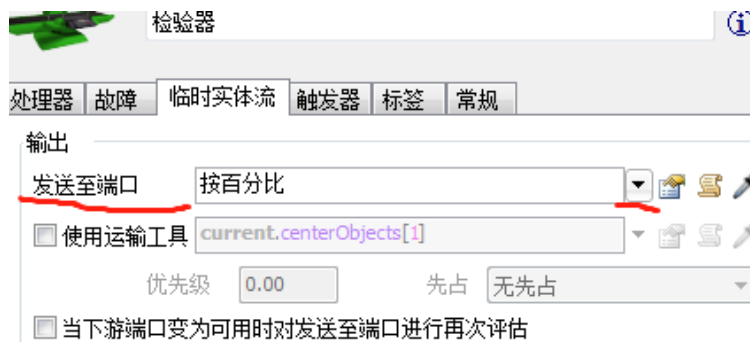 检验器
处理器 故障 临时实体流 触发器 标签 常规
输出
发送至端口 按百分比
使用运输工具 current.centerObjects[1]
优先级 0.00 先占 无先占
当下游端口变为可用时对发送至端口进行再次评估